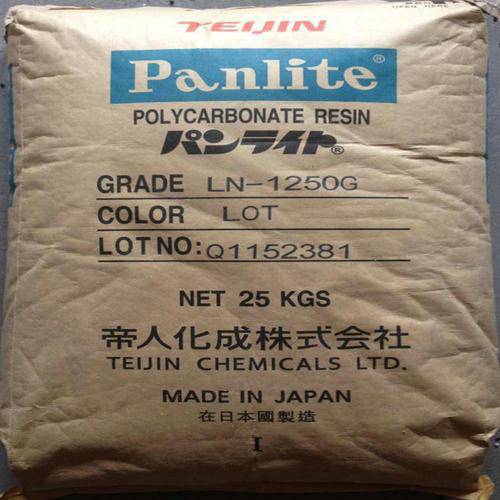 OPEN HERE
TEIJIN
Panlite®
POLYCARBONATE RESIN
パンライト®
GRADE LN-1250G
COLOR LOT
LOT NO: Q1152381
NET 25 KGS
帝人化成株式会社
TEIJIN CHEMICALS LTD.
MADE IN JAPAN
在日本國製造
I